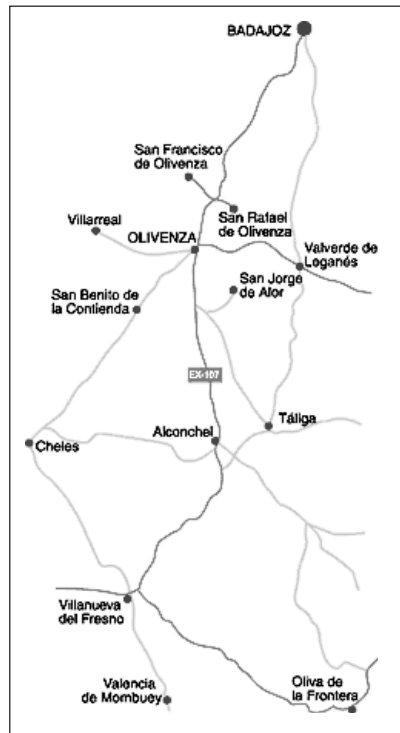 BADAJOZ
San Francisco
de Olivenza
San Rafael
de Olivenza
Villarreal
OLIVENZA
Valverde de
Leganés
San Jorge
de Alor
San Benito de
la Contienda
EX-107
Táliga
Alconchel
Cheles
Villanueva
del Fresno
Valencia
de Mombuey
Oliva de
la Frontera